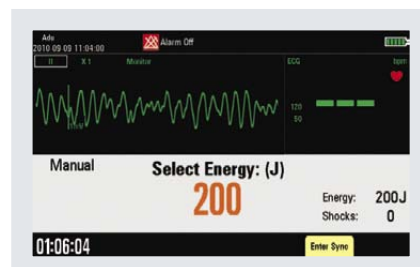 Adu
2010 09 09 11:04:00
Alarm Off
II X 1 Monitor
ECG bpm
120
50
Manual
Select Energy: (J)
200
Energy: 200J
Shocks: 0
01:06:04
Enter Sync